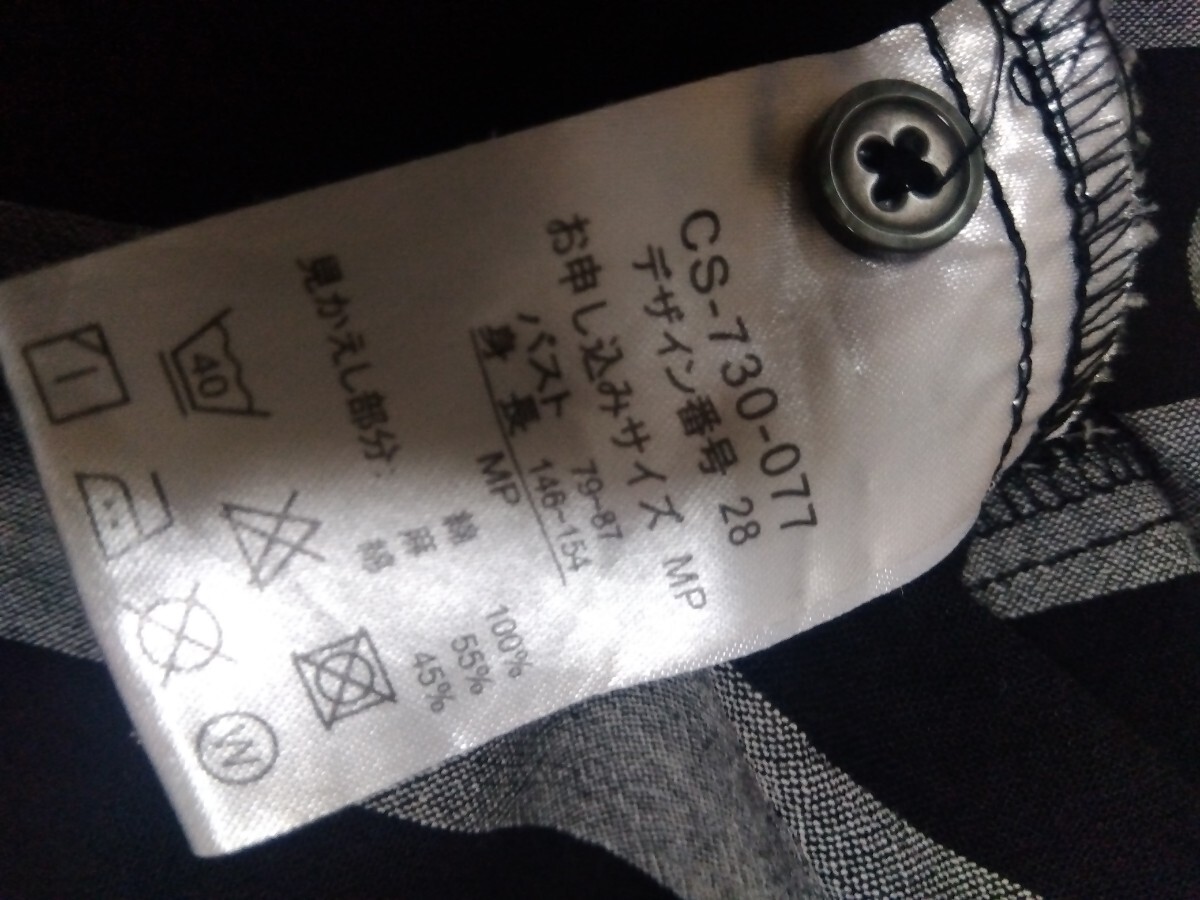 CS-730-077
デザイン番号 28
お申し込みサイズ MP
バスト 79~87
身長 146~154
MP
綿 100%
麻 55%
綿 45%
見かえし部分:
40
W